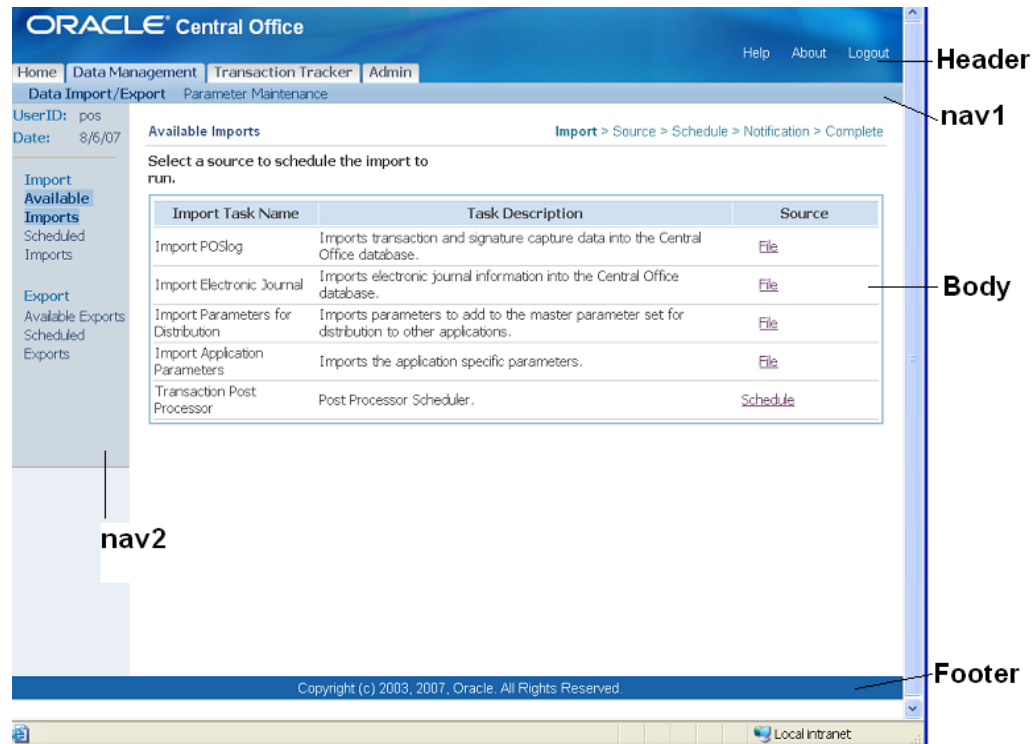 ORACLE Central Office
Help About Logout
Header
Home Data Management Transaction Tracker Admin
Data Import/Export Parameter Maintenance
nav1
UserID: pos
Date: 8/6/07
Import
Available
Imports
Scheduled
Imports
Export
Available Exports
Scheduled
Exports
nav2
Available Imports
Import > Source > Schedule > Notification > Complete
Select a source to schedule the import to
run.
Import Task Name Task Description Source
Import POSlog
Imports transaction and signature capture data into the Central
Office database.
File
Import Electronic Journal
Imports electronic journal information into the Central Office
database.
File
Import Parameters for
Distribution
Imports parameters to add to the master parameter set for
distribution to other applications.
File
Import Application
Parameters
Imports the application specific parameters.
File
Transaction Post
Processor
Post Processor Scheduler.
Schedule
Body
Copyright (c) 2003, 2007, Oracle. All Rights Reserved.
Footer
Local intranet